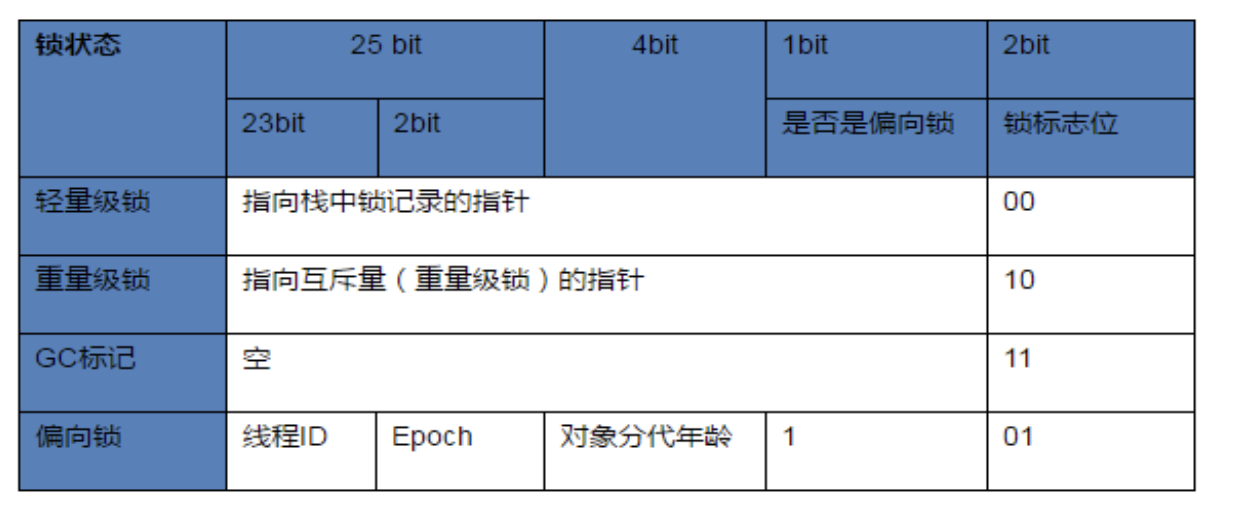 锁状态 25 bit 4bit 1bit 2bit
23bit 2bit 是否是偏向锁 锁标志位
轻量级锁 指向栈中锁记录的指针 00
重量级锁 指向互斥量(重量级锁)的指针 10
GC标记 空 11
偏向锁 线程ID Epoch 对象分代年龄 1 01